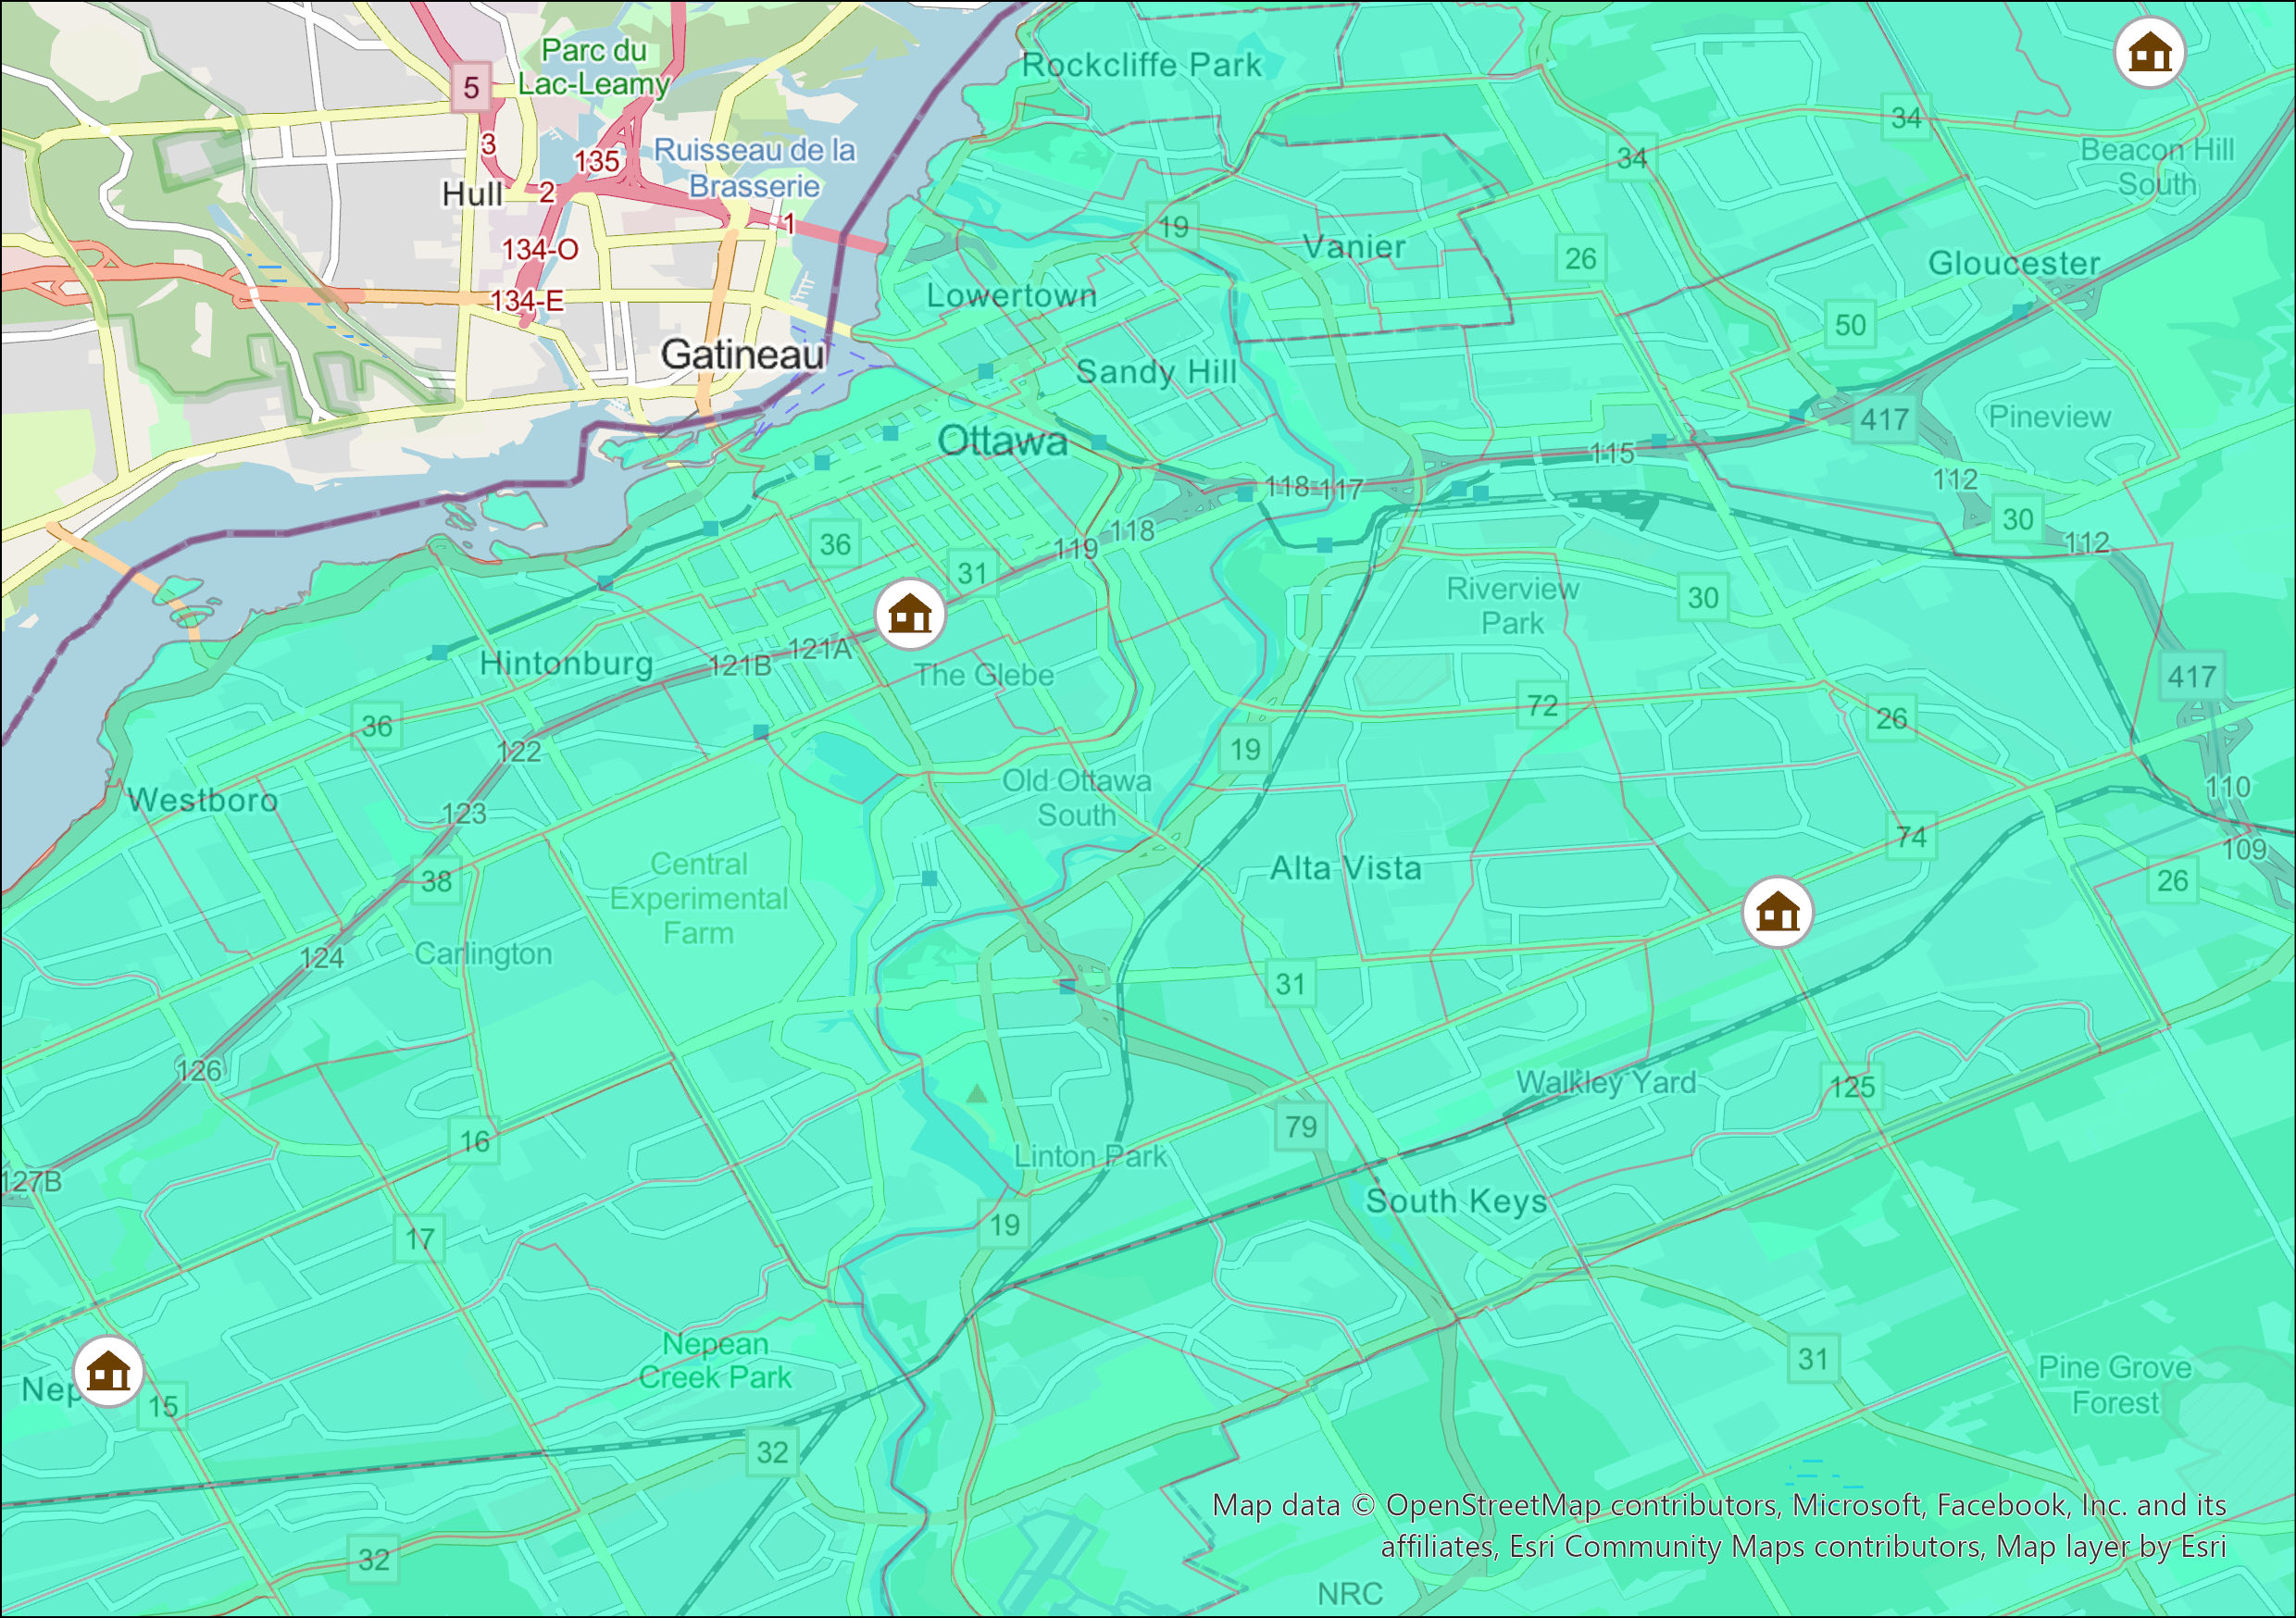 Parc du
Lac-Leamy
5
3
135
Ruisseau de la
Brasserie
Hull
2
1
134-O
134-E
Gatineau
Rockcliffe Park
34
34
Beacon Hill
South
19
Vanier
26
Gloucester
Lowertown
50
Sandy Hill
417
Pineview
Ottawa
115
118
117
112
30
36
118
119
112
31
Riverview
Park
30
Hintonburg
121B
121A
The Glebe
417
36
122
72
26
19
Westboro
123
Old Ottawa
South
110
74
109
38
Central
Experimental
Farm
Alta Vista
26
124
Carlington
31
126
Walkley Yard
125
16
79
Linton Park
127B
South Keys
17
19
Nepean
Creek Park
31
Pine Grove
Forest
Nep
15
32
32
Map data © OpenStreetMap contributors, Microsoft, Facebook, Inc. and its
affiliates, Esri Community Maps contributors, Map layer by Esri
NRC